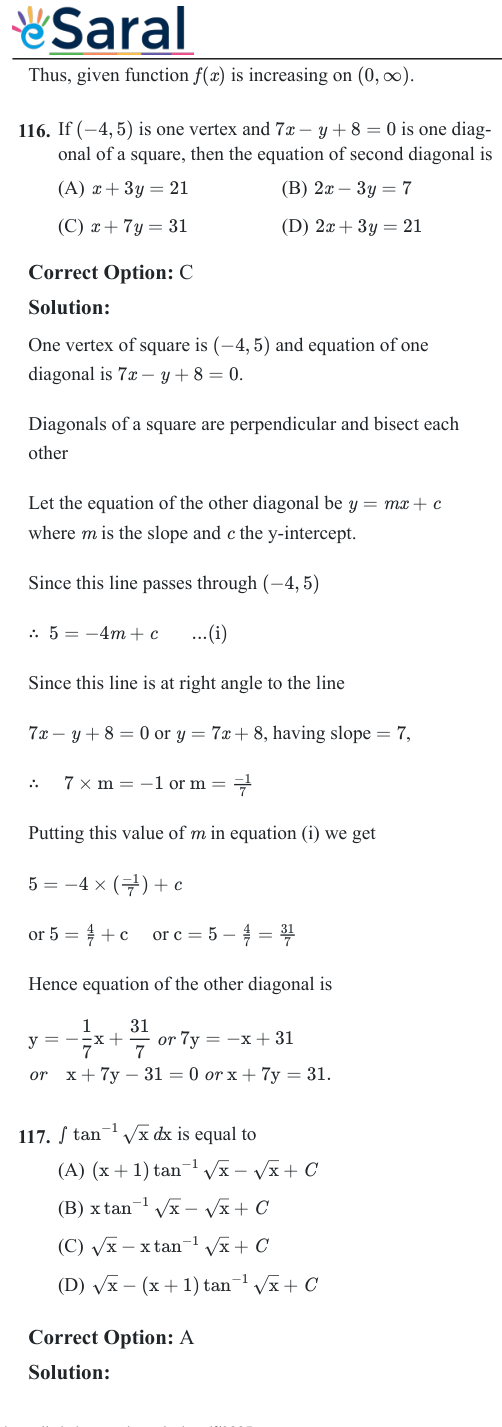 eSaral
Thus, given function f(x) is increasing on (0, ∞).
116. If (−4, 5) is one vertex and 7x − y + 8 = 0 is one diag-
onal of a square, then the equation of second diagonal is
(A) x + 3y = 21 (B) 2x − 3y = 7
(C) x + 7y = 31 (D) 2x + 3y = 21
Correct Option: C
Solution:
One vertex of square is (−4, 5) and equation of one
diagonal is 7x − y + 8 = 0.
Diagonals of a square are perpendicular and bisect each
other
Let the equation of the other diagonal be y = mx + c
where m is the slope and c the y-intercept.
Since this line passes through (−4, 5)
∴ 5 = −4m + c ...(i)
Since this line is at right angle to the line
7x − y + 8 = 0 or y = 7x + 8, having slope = 7,
∴ 7 × m = −1 or m = −1/7
Putting this value of m in equation (i) we get
5 = −4 × (−1/7) + c
or 5 = 4/7 + c or c = 5 − 4/7 = 31/7
Hence equation of the other diagonal is
y = −1/7 x + 31/7 or 7y = −x + 31
or x + 7y − 31 = 0 or x + 7y = 31.
117. ∫ tan⁻¹ √x dx is equal to
(A) (x + 1) tan⁻¹ √x − √x + C
(B) x tan⁻¹ √x − √x + C
(C) √x − x tan⁻¹ √x + C
(D) √x − (x + 1) tan⁻¹ √x + C
Correct Option: A
Solution: